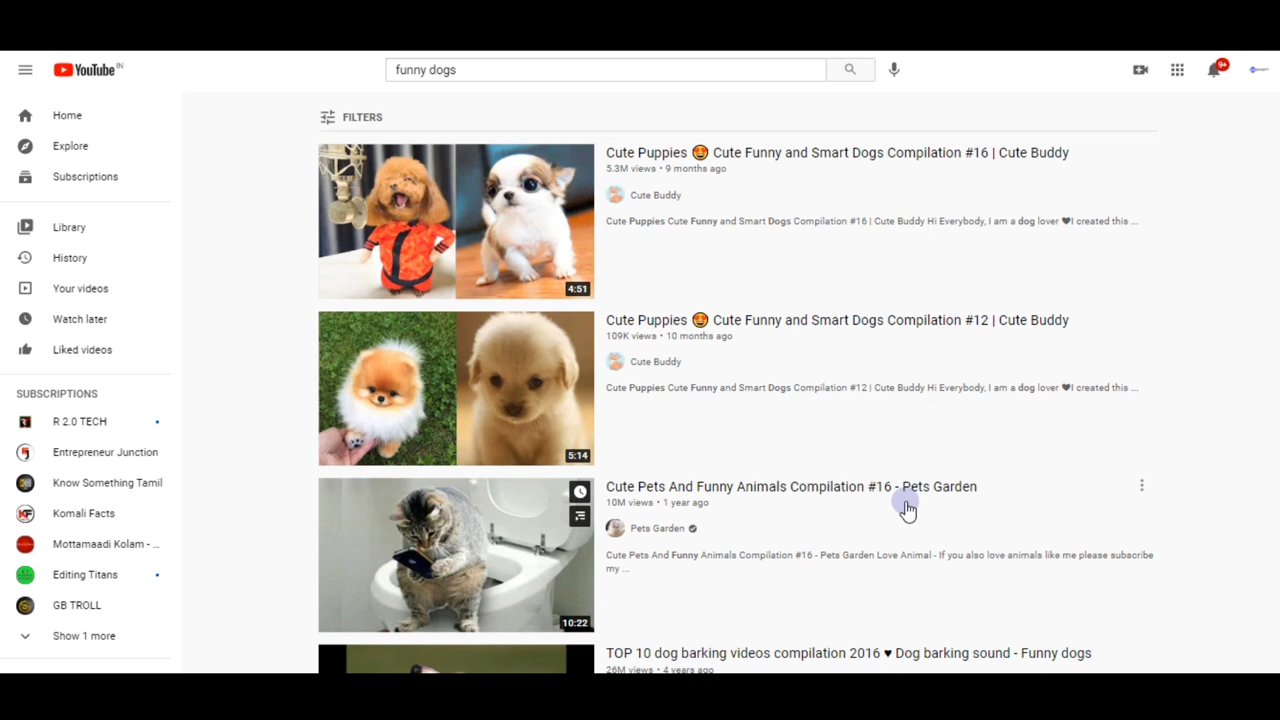 YouTube IN
funny dogs
9+
Home
Explore
Subscriptions
Library
History
Your videos
Watch later
Liked videos
SUBSCRIPTIONS
R 2.0 TECH
Entrepreneur Junction
Know Something Tamil
Komali Facts
Mottamaadi Kolam - ...
Editing Titans
GB TROLL
Show 1 more
FILTERS
4:51
Cute Puppies 🤩 Cute Funny and Smart Dogs Compilation #16 | Cute Buddy
5.3M views • 9 months ago
Cute Buddy
Cute Puppies Cute Funny and Smart Dogs Compilation #16 | Cute Buddy Hi Everybody, I am a dog lover ❤I created this ...
5:14
Cute Puppies 🤩 Cute Funny and Smart Dogs Compilation #12 | Cute Buddy
109K views • 10 months ago
Cute Buddy
Cute Puppies Cute Funny and Smart Dogs Compilation #12 | Cute Buddy Hi Everybody, I am a dog lover ❤I created this ...
10:22
Cute Pets And Funny Animals Compilation #16 - Pets Garden
10M views • 1 year ago
Pets Garden
Cute Pets And Funny Animals Compilation #16 - Pets Garden Love Animal - If you also love animals like me please subscribe
my ...
TOP 10 dog barking videos compilation 2016 ♥ Dog barking sound - Funny dogs
26M views • 4 years ago